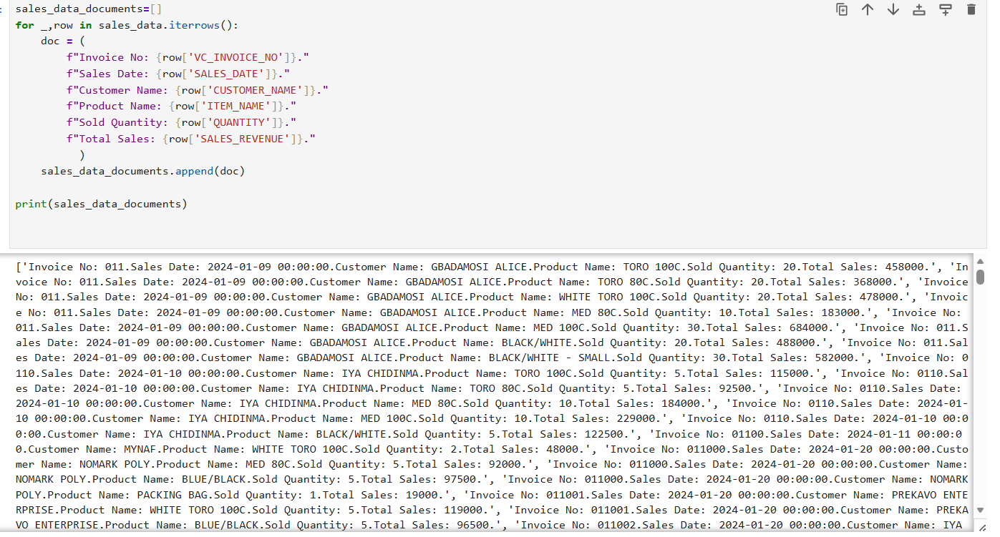 sales_data_documents=[]
for _,row in sales_data.iterrows():
    doc = (
        f"Invoice No: {row['VC_INVOICE_NO']}."
        f"Sales Date: {row['SALES_DATE']}."
        f"Customer Name: {row['CUSTOMER_NAME']}."
        f"Product Name: {row['ITEM_NAME']}."
        f"Sold Quantity: {row['QUANTITY']}."
        f"Total Sales: {row['SALES_REVENUE']}."
          )
    sales_data_documents.append(doc)
print(sales_data_documents)
['Invoice No: 011.Sales Date: 2024-01-09 00:00:00.Customer Name: GBADAMOSI ALICE.Product Name: TORO 100C.Sold Quantity: 20.Total Sales: 458000.', 'In
voice No: 011.Sales Date: 2024-01-09 00:00:00.Customer Name: GBADAMOSI ALICE.Product Name: TORO 80C.Sold Quantity: 20.Total Sales: 368000.', 'Invoice
No: 011.Sales Date: 2024-01-09 00:00:00.Customer Name: GBADAMOSI ALICE.Product Name: WHITE TORO 100C.Sold Quantity: 20.Total Sales: 478000.', 'Invoic
e No: 011.Sales Date: 2024-01-09 00:00:00.Customer Name: GBADAMOSI ALICE.Product Name: MED 80C.Sold Quantity: 10.Total Sales: 183000.', 'Invoice No:
011.Sales Date: 2024-01-09 00:00:00.Customer Name: GBADAMOSI ALICE.Product Name: MED 100C.Sold Quantity: 30.Total Sales: 684000.', 'Invoice No: 011.S
ales Date: 2024-01-09 00:00:00.Customer Name: GBADAMOSI ALICE.Product Name: BLACK/WHITE.Sold Quantity: 20.Total Sales: 488000.', 'Invoice No: 011.Sal
es Date: 2024-01-09 00:00:00.Customer Name: GBADAMOSI ALICE.Product Name: BLACK/WHITE - SMALL.Sold Quantity: 30.Total Sales: 582000.', 'Invoice No: 0
110.Sales Date: 2024-01-10 00:00:00.Customer Name: IYA CHIDINMA.Product Name: TORO 100C.Sold Quantity: 5.Total Sales: 115000.', 'Invoice No: 0110.Sal
es Date: 2024-01-10 00:00:00.Customer Name: IYA CHIDINMA.Product Name: TORO 80C.Sold Quantity: 5.Total Sales: 92500.', 'Invoice No: 0110.Sales Date:
2024-01-10 00:00:00.Customer Name: IYA CHIDINMA.Product Name: MED 80C.Sold Quantity: 10.Total Sales: 184000.', 'Invoice No: 0110.Sales Date: 2024-01-
10 00:00:00.Customer Name: IYA CHIDINMA.Product Name: MED 100C.Sold Quantity: 10.Total Sales: 229000.', 'Invoice No: 0110.Sales Date: 2024-01-10 00:0
0:00.Customer Name: IYA CHIDINMA.Product Name: BLACK/WHITE.Sold Quantity: 5.Total Sales: 122500.', 'Invoice No: 01100.Sales Date: 2024-01-11 00:00:0
0.Customer Name: MYNAF.Product Name: WHITE TORO 100C.Sold Quantity: 2.Total Sales: 48000.', 'Invoice No: 011000.Sales Date: 2024-01-20 00:00:00.Custo
mer Name: NOMARK POLY.Product Name: MED 80C.Sold Quantity: 5.Total Sales: 92000.', 'Invoice No: 011000.Sales Date: 2024-01-20 00:00:00.Customer Name:
NOMARK POLY.Product Name: BLUE/BLACK.Sold Quantity: 5.Total Sales: 97500.', 'Invoice No: 011000.Sales Date: 2024-01-20 00:00:00.Customer Name: NOMARK
POLY.Product Name: PACKING BAG.Sold Quantity: 1.Total Sales: 19000.', 'Invoice No: 011001.Sales Date: 2024-01-20 00:00:00.Customer Name: PREKAVO ENTE
RPRISE.Product Name: WHITE TORO 100C.Sold Quantity: 5.Total Sales: 119000.', 'Invoice No: 011001.Sales Date: 2024-01-20 00:00:00.Customer Name: PREKA
VO ENTERPRISE.Product Name: BLUE/BLACK.Sold Quantity: 5.Total Sales: 96500.', 'Invoice No: 011002.Sales Date: 2024-01-20 00:00:00.Customer Name: IYA